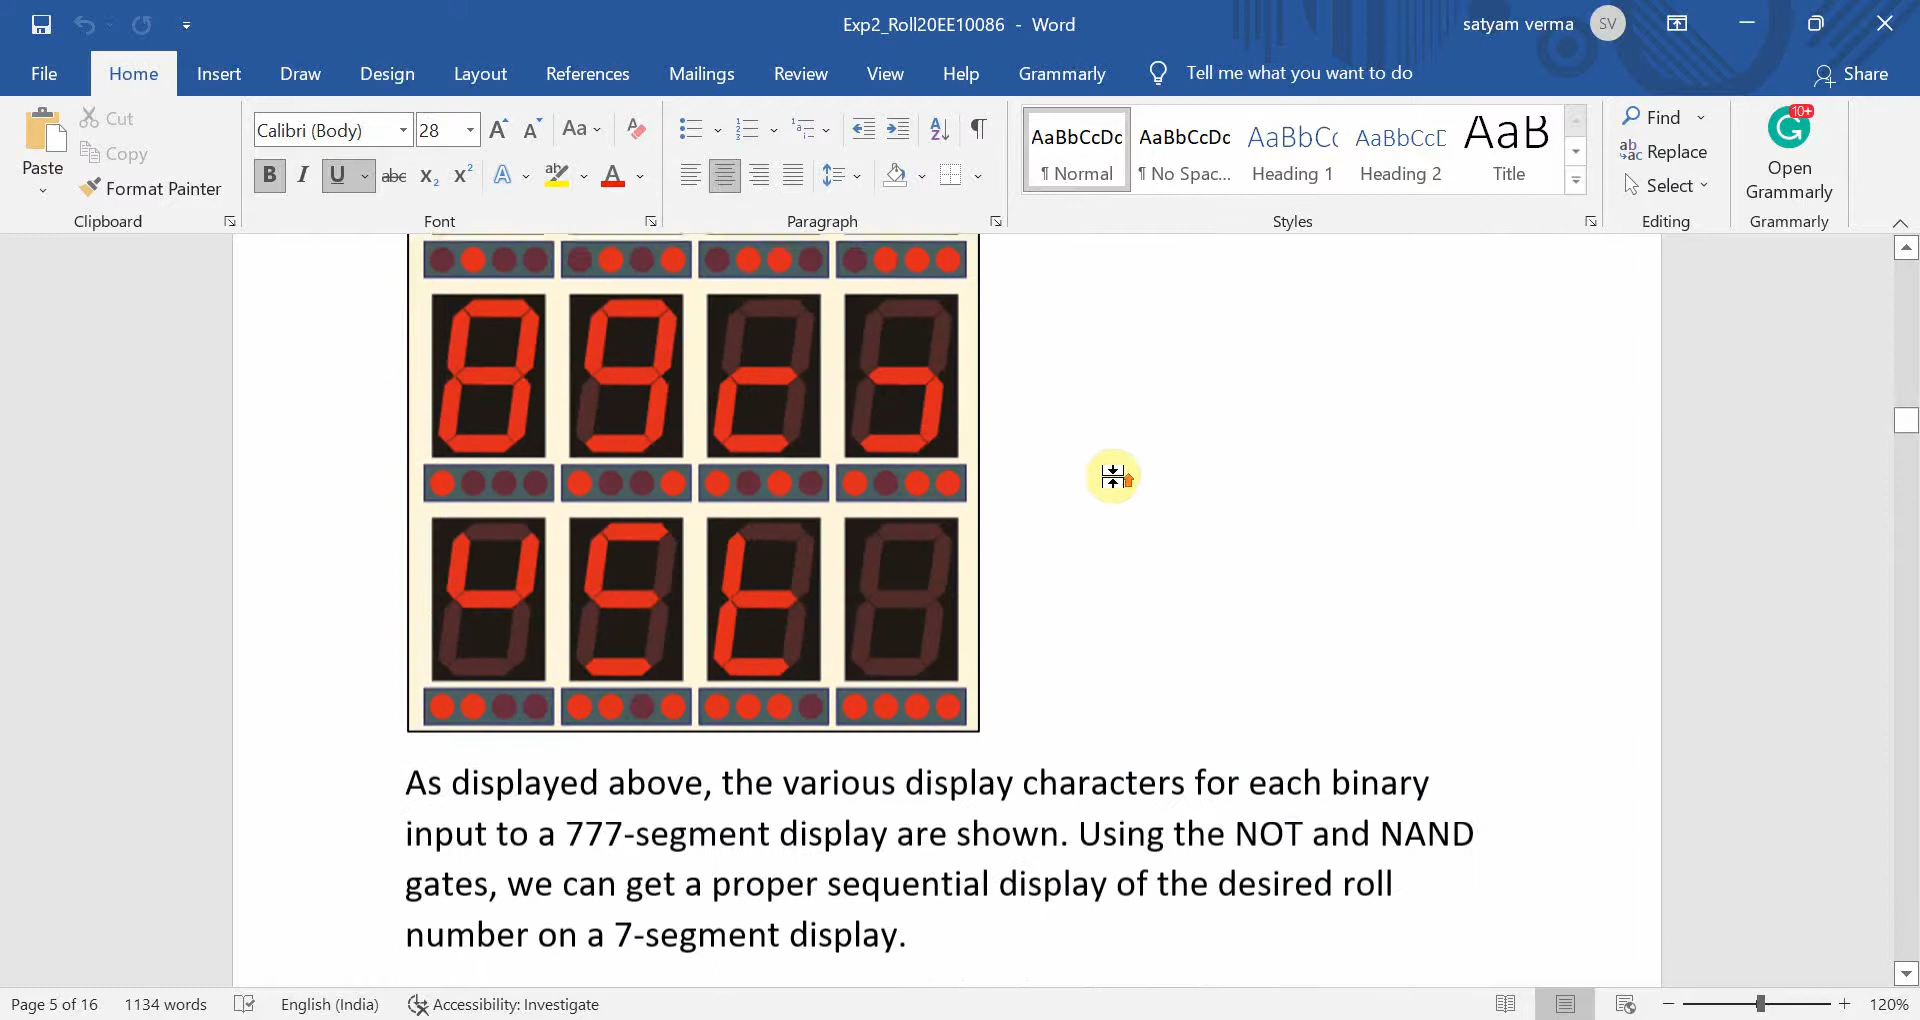 Exp2_Roll20EE10086 - Word
satyam verma
SV
File Home Insert Draw Design Layout References Mailings Review View Help Grammarly Tell me what you want to do
Share
Paste
Cut
Copy
Format Painter
Clipboard
Calibri (Body) 28
Aa
B I U abc x₂ x² A A
Font
Paragraph
AaBbCcDc AaBbCcDc AaBbCc AaBbCcE AaB
¶ Normal ¶ No Spac... Heading 1 Heading 2 Title
Styles
Find
Replace
Select
Editing
10+
Open
Grammarly
Grammarly
As displayed above, the various display characters for each binary
input to a 777-segment display are shown. Using the NOT and NAND
gates, we can get a proper sequential display of the desired roll
number on a 7-segment display.
Page 5 of 16 1134 words English (India) Accessibility: Investigate 120%